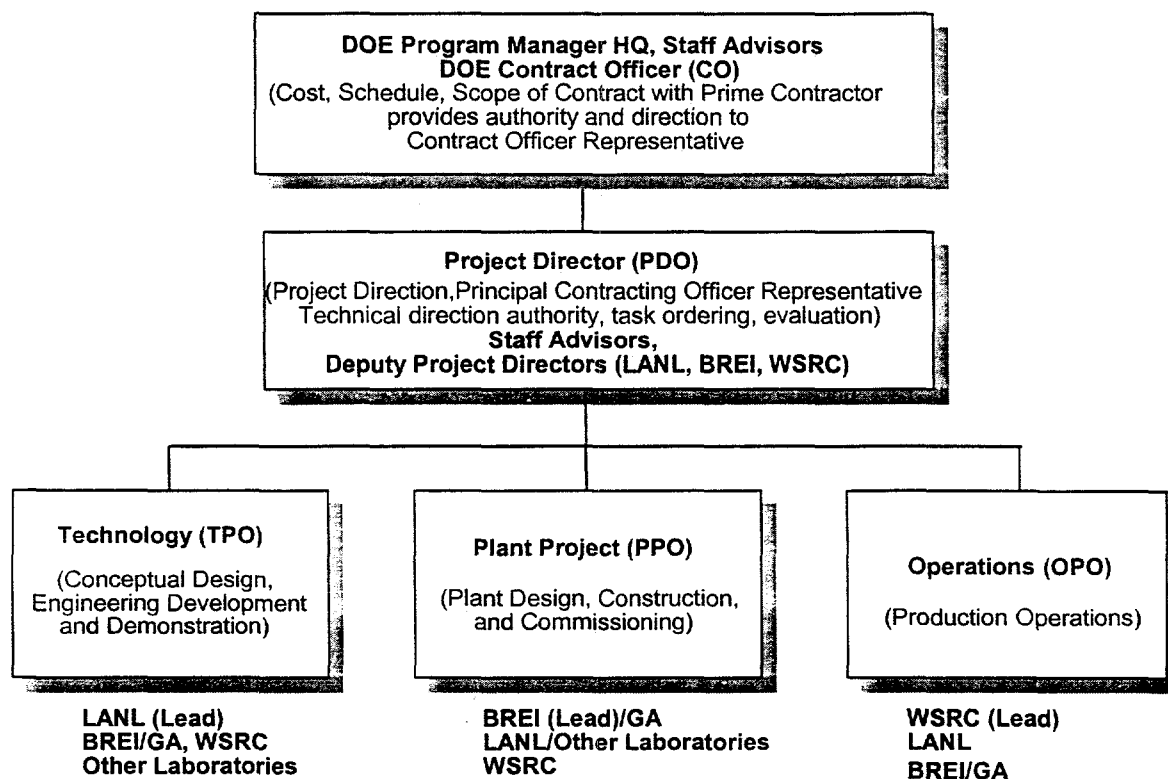 DOE Program Manager HQ, Staff Advisors
DOE Contract Officer (CO)
(Cost, Schedule, Scope of Contract with Prime Contractor
provides authority and direction to
Contract Officer Representative
Project Director (PDO)
(Project Direction,Principal Contracting Officer Representative
Technical direction authority, task ordering, evaluation)
Staff Advisors,
Deputy Project Directors (LANL, BREI, WSRC)
Technology (TPO)
(Conceptual Design,
Engineering Development
and Demonstration)
LANL (Lead)
BREI/GA, WSRC
Other Laboratories
Plant Project (PPO)
(Plant Design, Construction,
and Commissioning)
BREI (Lead)/GA
LANL/Other Laboratories
WSRC
Operations (OPO)
(Production Operations)
WSRC (Lead)
LANL
BREI/GA